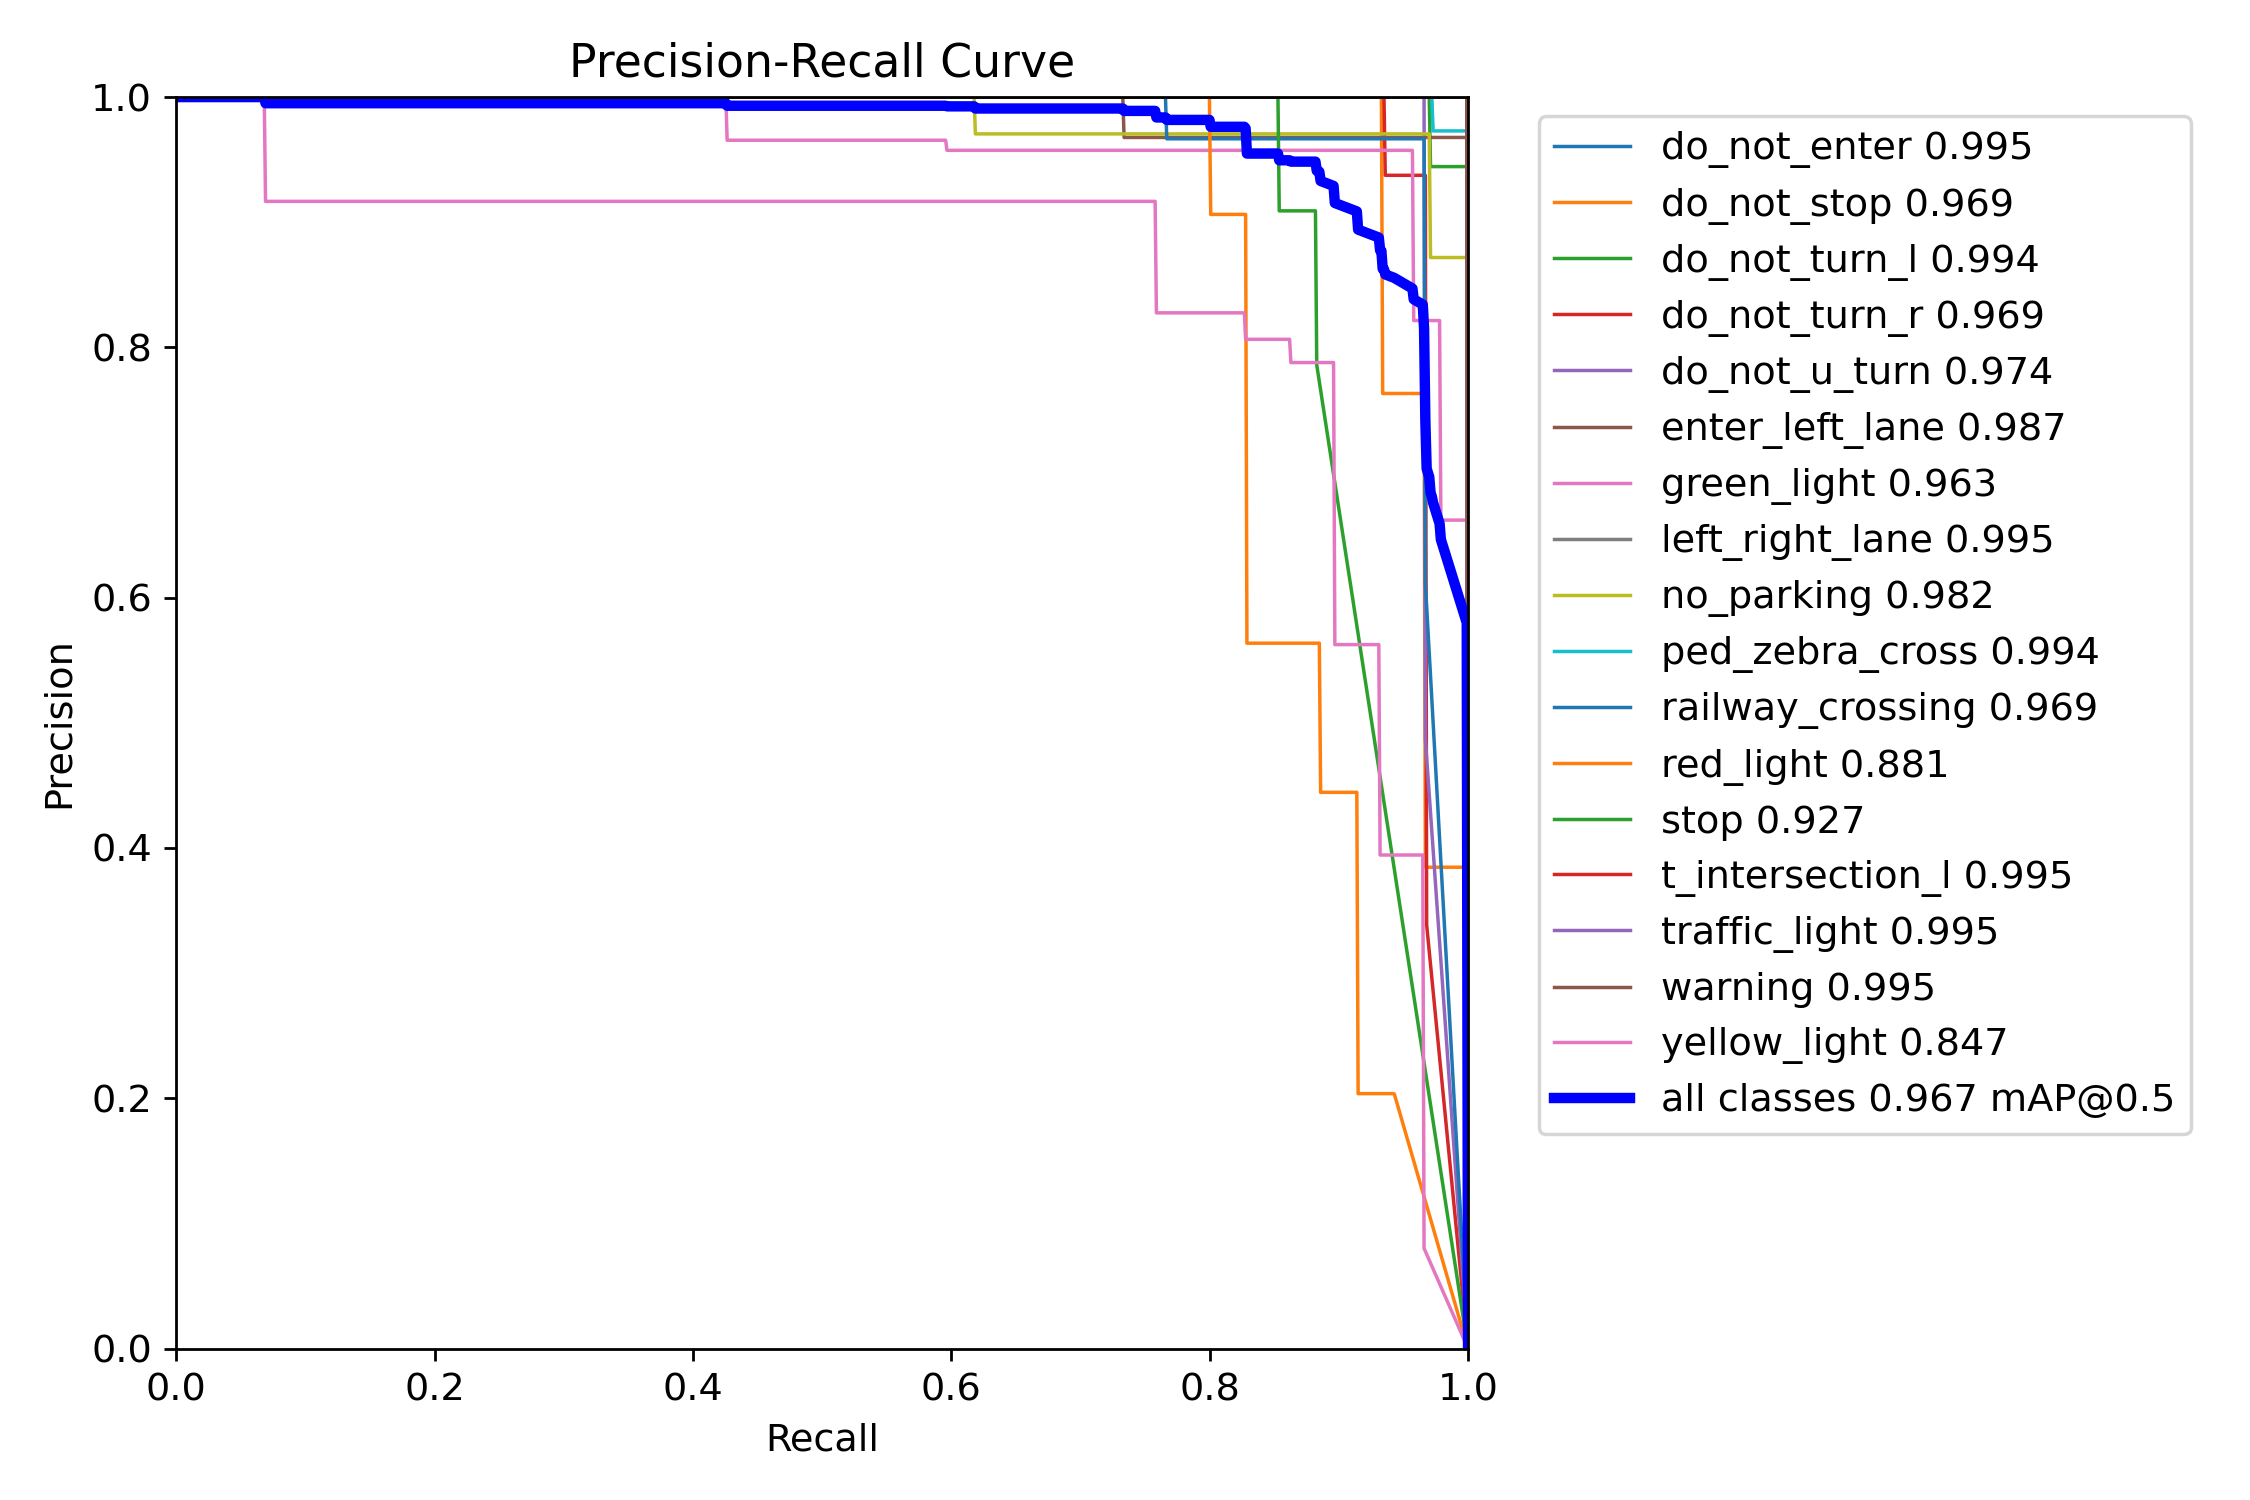 Precision-Recall Curve
1.0
0.8
0.6
0.4
0.2
0.0
Precision
0.0 0.2 0.4 0.6 0.8 1.0
Recall
do_not_enter 0.995
do_not_stop 0.969
do_not_turn_l 0.994
do_not_turn_r 0.969
do_not_u_turn 0.974
enter_left_lane 0.987
green_light 0.963
left_right_lane 0.995
no_parking 0.982
ped_zebra_cross 0.994
railway_crossing 0.969
red_light 0.881
stop 0.927
t_intersection_l 0.995
traffic_light 0.995
warning 0.995
yellow_light 0.847
all classes 0.967 mAP@0.5